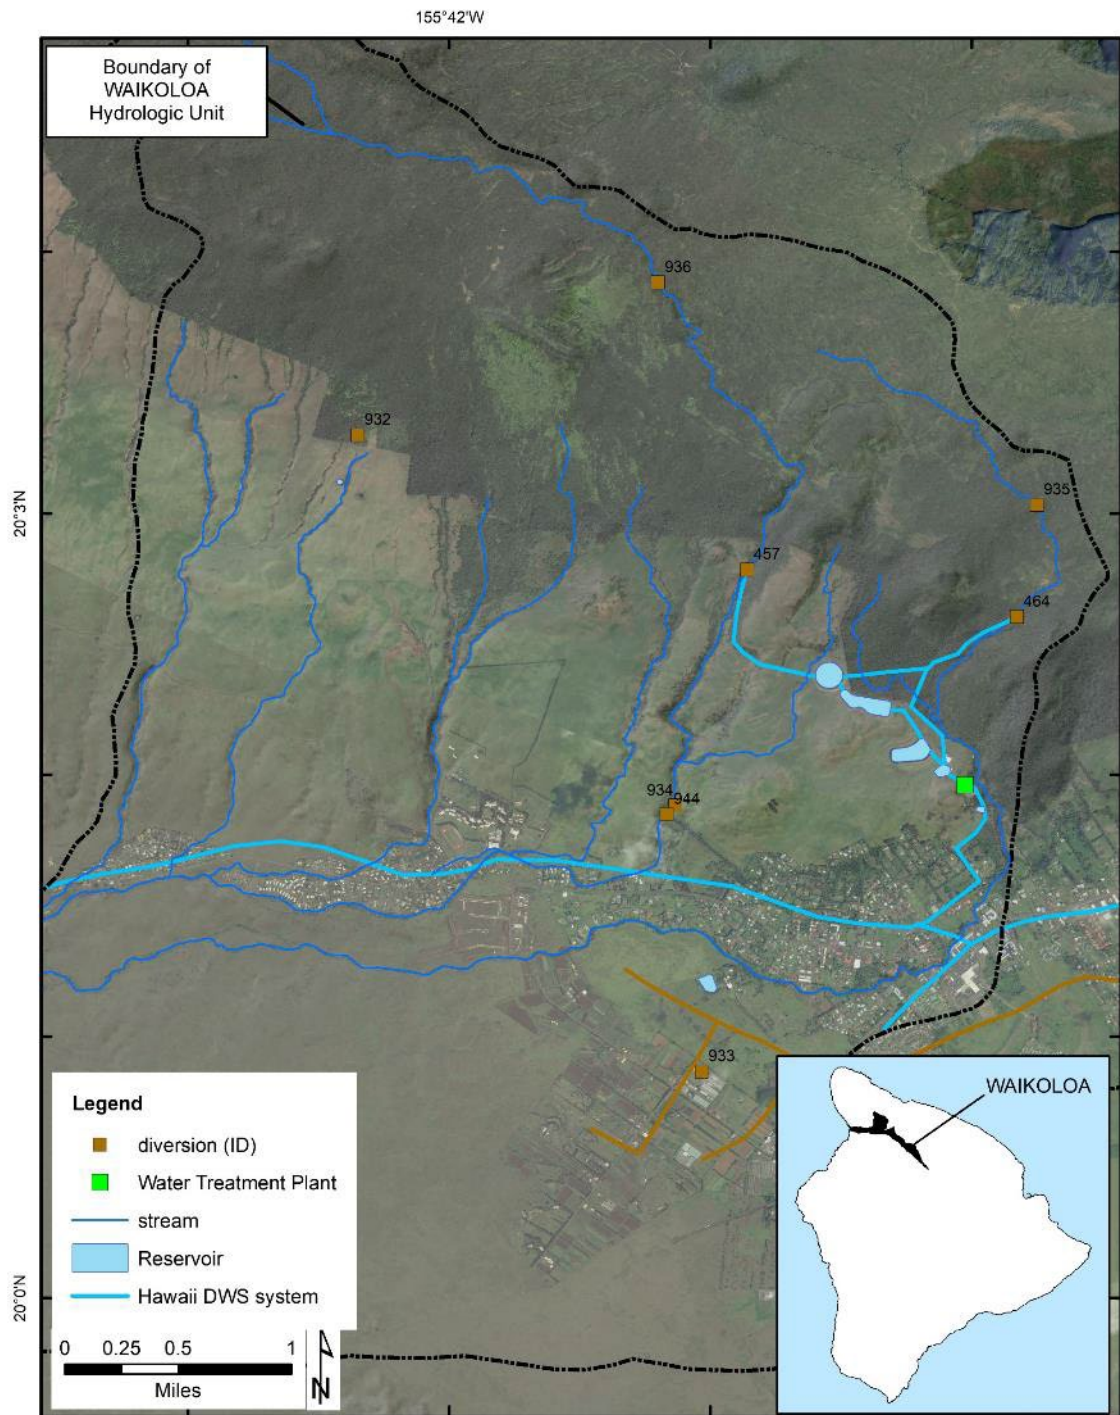 155°42'W
Boundary of
WAIKOLOA
Hydrologic Unit
936
932
20°3'N
935
457
464
934
944
933
WAIKOLOA
Legend
diversion (ID)
Water Treatment Plant
stream
Reservoir
Hawaii DWS system
20°0'N
0 0.25 0.5 1
Miles
N